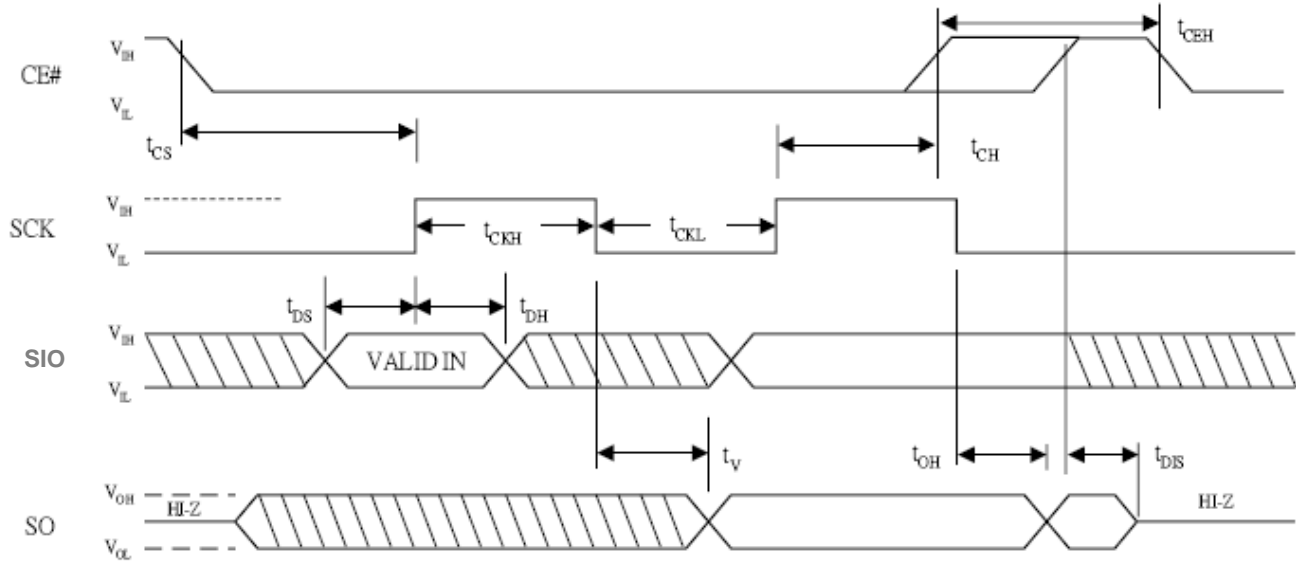 V_IH
t_CEH
CE#
V_IL
t_CS
t_CH
V_IH
SCK
t_CKH
t_CKL
V_IL
t_DS
t_DH
V_IH
SIO
VALID IN
V_IL
t_V
t_OH
t_DIS
V_OH
HI-Z
HI-Z
SO
V_OL